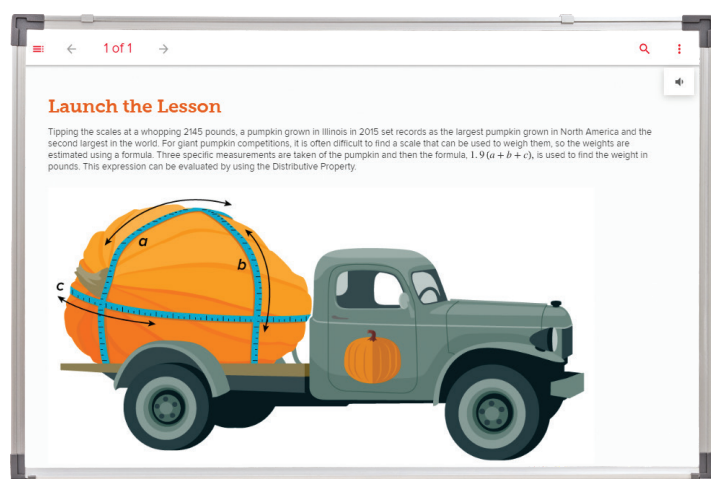 1 of 1
Launch the Lesson
Tipping the scales at a whopping 2145 pounds, a pumpkin grown in Illinois in 2015 set records as the largest pumpkin grown in North America and the
second largest in the world. For giant pumpkin competitions, it is often difficult to find a scale that can be used to weigh them, so the weights are
estimated using a formula. Three specific measurements are taken of the pumpkin and then the formula, 1.9 (a + b + c), is used to find the weight in
pounds. This expression can be evaluated by using the Distributive Property.
a
b
c